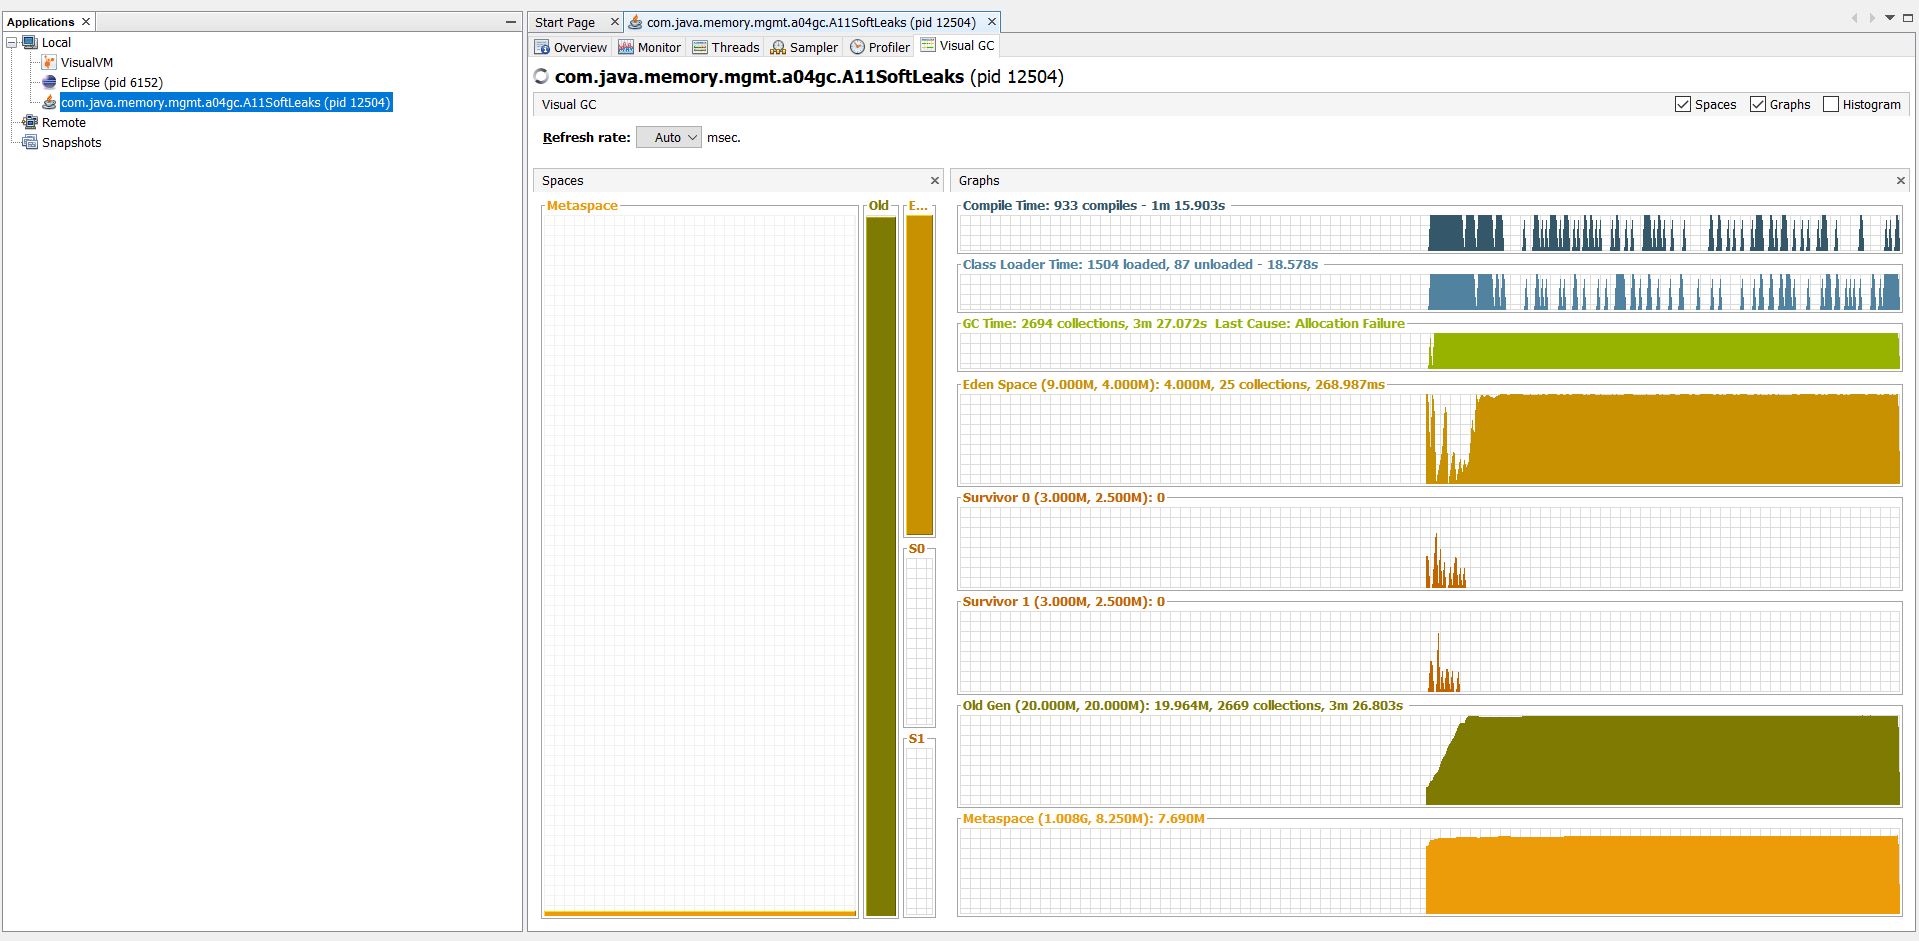 Applications
Local
VisualVM
Eclipse (pid 6152)
com.java.memory.mgmt.a04gc.A11SoftLeaks (pid 12504)
Remote
Snapshots
Start Page
com.java.memory.mgmt.a04gc.A11SoftLeaks (pid 12504)
Overview
Monitor
Threads
Sampler
Profiler
Visual GC
com.java.memory.mgmt.a04gc.A11SoftLeaks (pid 12504)
Visual GC
Spaces
Graphs
Histogram
Refresh rate: Auto msec.
Spaces
Metaspace
Old
E...
S0
S1
Graphs
Compile Time: 933 compiles - 1m 15.903s
Class Loader Time: 1504 loaded, 87 unloaded - 18.578s
GC Time: 2694 collections, 3m 27.072s Last Cause: Allocation Failure
Eden Space (9.000M, 4.000M): 4.000M, 25 collections, 268.987ms
Survivor 0 (3.000M, 2.500M): 0
Survivor 1 (3.000M, 2.500M): 0
Old Gen (20.000M, 20.000M): 19.964M, 2669 collections, 3m 26.803s
Metaspace (1.008G, 8.250M): 7.690M